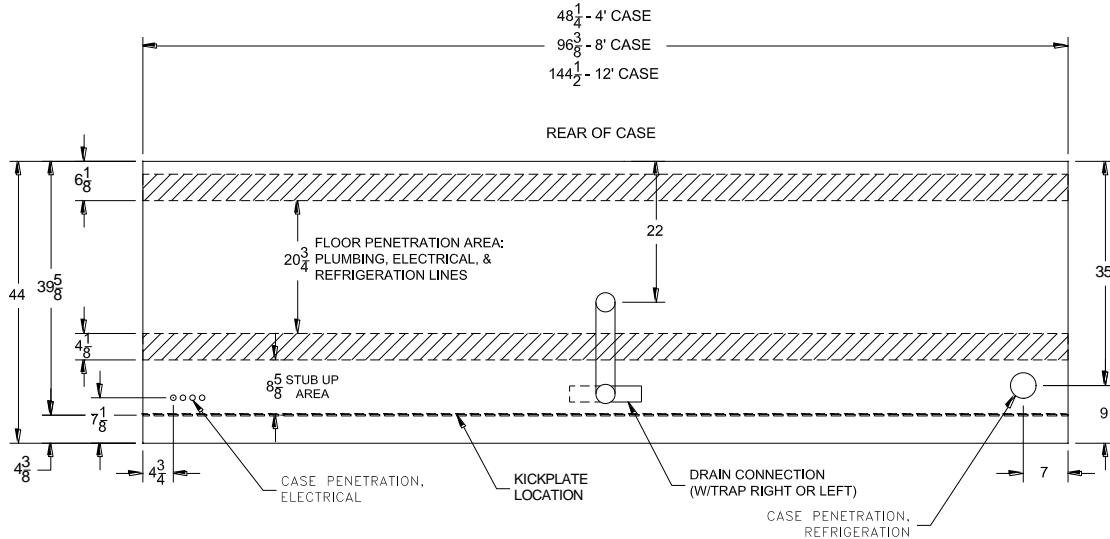 48 1/4 - 4' CASE
96 3/8 - 8' CASE
144 1/2 - 12' CASE
REAR OF CASE
6 1/8
22
FLOOR PENETRATION AREA:
20 3/4 PLUMBING, ELECTRICAL, &
REFRIGERATION LINES
44
39 5/8
35
4 1/8
8 5/8 STUB UP
AREA
7 1/8
9
4 3/8
4 3/4
7
CASE PENETRATION,
ELECTRICAL
KICKPLATE
LOCATION
DRAIN CONNECTION
(W/TRAP RIGHT OR LEFT)
CASE PENETRATION,
REFRIGERATION